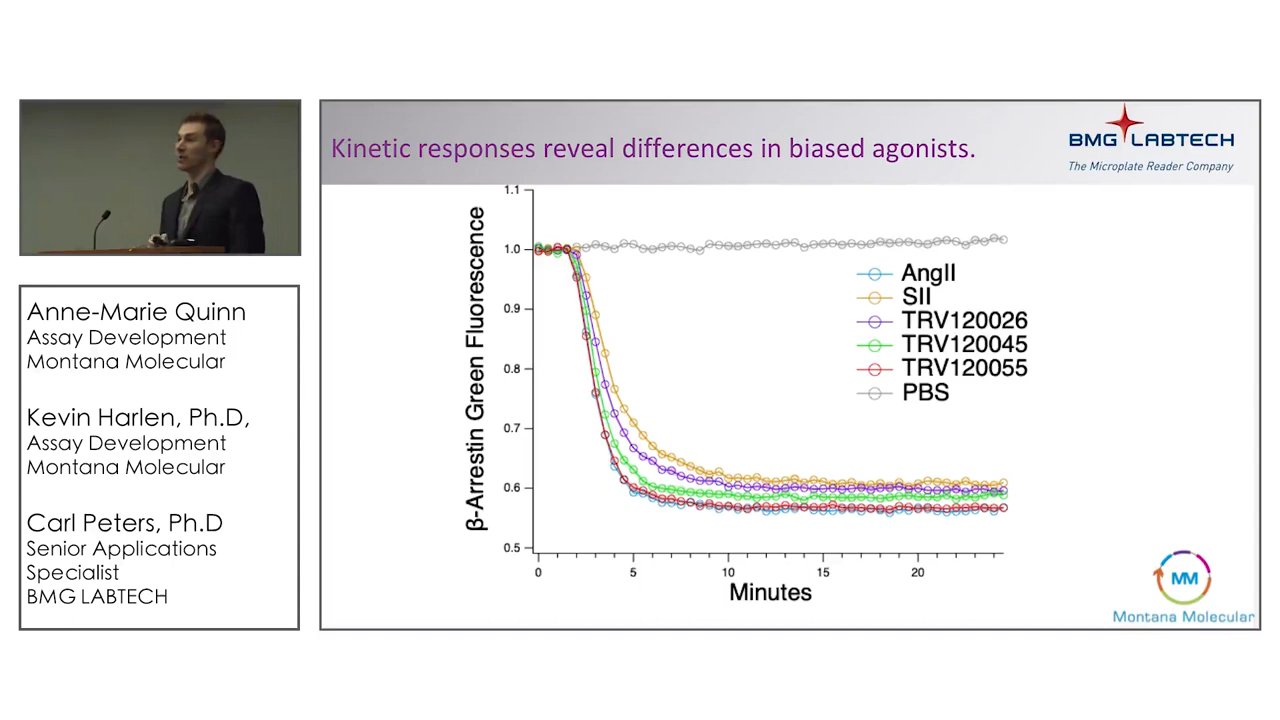 Kinetic responses reveal differences in biased agonists.
BMG LABTECH
The Microplate Reader Company
Anne-Marie Quinn
Assay Development
Montana Molecular
Kevin Harlen, Ph.D,
Assay Development
Montana Molecular
Carl Peters, Ph.D
Senior Applications
Specialist
BMG LABTECH
β-Arrestin Green Fluorescence
1.1
1.0
0.9
0.8
0.7
0.6
0.5
0
5
10
15
20
Minutes
AngII
SII
TRV120026
TRV120045
TRV120055
PBS
MM
Montana Molecular